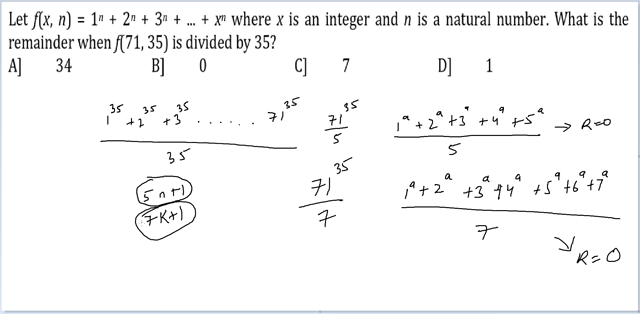 Let f(x, n) = 1ⁿ + 2ⁿ + 3ⁿ + ... + xⁿ where x is an integer and n is a natural number. What is the
remainder when f(71, 35) is divided by 35?
A] 34 B] 0 C] 7 D] 1
1³⁵ + 2³⁵ + 3³⁵ . . . . . . 71³⁵
35
5n+1
7k+1
71³⁵
5
71³⁵
7
1ᵃ + 2ᵃ + 3ᵃ + 4ᵃ + 5ᵃ → R=0
5
1ᵃ + 2ᵃ + 3ᵃ + 4ᵃ + 5ᵃ + 6ᵃ + 7ᵃ
7
↘ R=0